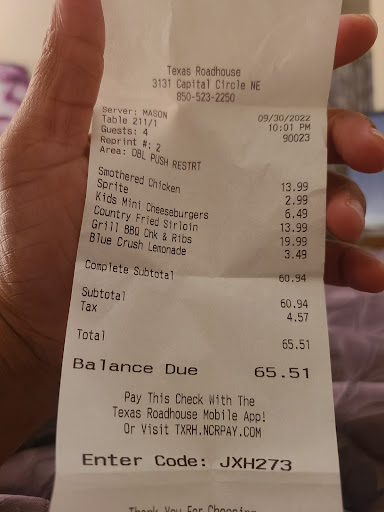 Texas Roadhouse
3131 Capital Circle NE
850-523-2250
Server: MASON 09/30/2022
Table 211/1 10:01 PM
Guests: 4 90023
Reprint #: 2
Area: DBL PUSH RESTRT
Smothered Chicken 13.99
Sprite 2.99
Kids Mini Cheeseburgers 6.49
Country Fried Sirloin 13.99
Grill BBQ Chk & Ribs 19.99
Blue Crush Lemonade 3.49
Complete Subtotal 60.94
Subtotal 60.94
Tax 4.57
Total 65.51
Balance Due 65.51
Pay This Check With The
Texas Roadhouse Mobile App!
Or Visit TXRH.NCRPAY.COM
Enter Code: JXH273
Thank You For Choosing